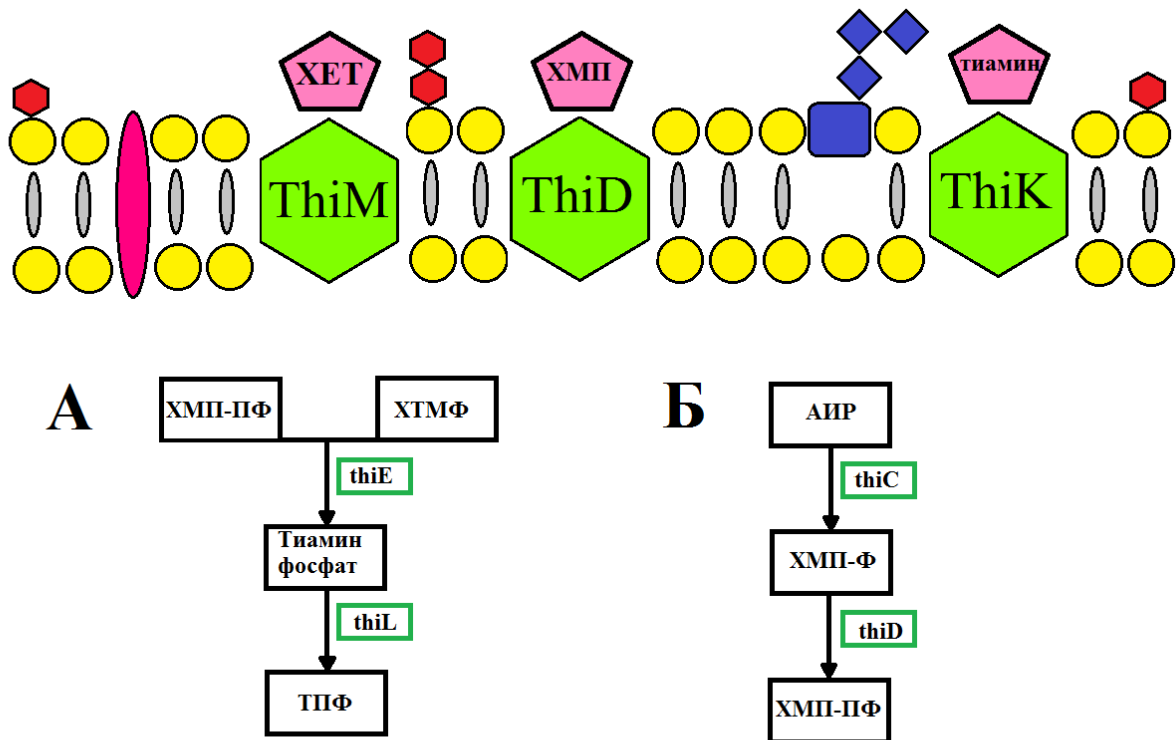 ХЕТ
ХМП
тиамин
ThiM
ThiD
ThiK
А
ХМП-ПФ
ХТМФ
thiE
Тиамин
фосфат
thiL
ТПФ
Б
АИР
thiC
ХМП-Ф
thiD
ХМП-ПФ